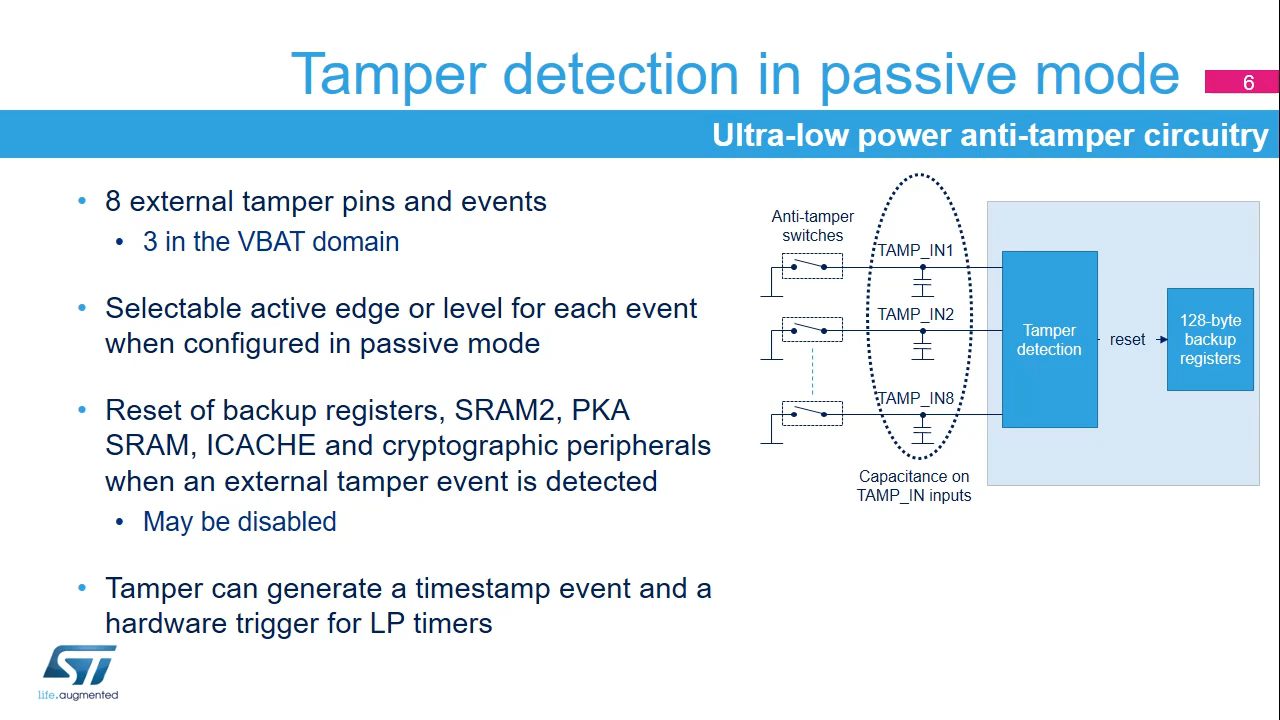 Tamper detection in passive mode
6
Ultra-low power anti-tamper circuitry
• 8 external tamper pins and events
• 3 in the VBAT domain
• Selectable active edge or level for each event
when configured in passive mode
• Reset of backup registers, SRAM2, PKA
SRAM, ICACHE and cryptographic peripherals
when an external tamper event is detected
• May be disabled
• Tamper can generate a timestamp event and a
hardware trigger for LP timers
Anti-tamper
switches
TAMP_IN1
TAMP_IN2
TAMP_IN8
Capacitance on
TAMP_IN inputs
Tamper
detection
reset
128-byte
backup
registers
ST
life.augmented